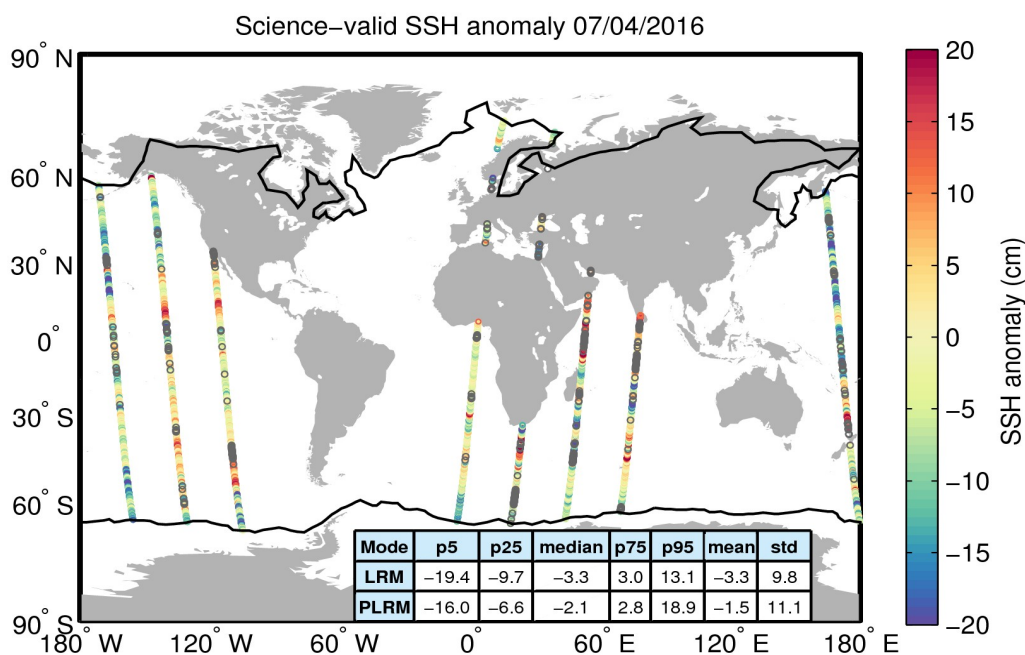 Science−valid SSH anomaly 07/04/2016
90° N
60° N
30° N
0°
30° S
60° S
90° S
180° W
120° W
60° W
0°
60° E
120° E
180° E
Mode p5 p25 median p75 p95 mean std
LRM −19.4 −9.7 −3.3 3.0 13.1 −3.3 9.8
PLRM −16.0 −6.6 −2.1 2.8 18.9 −1.5 11.1
20
15
10
5
0
−5
−10
−15
−20
SSH anomaly (cm)